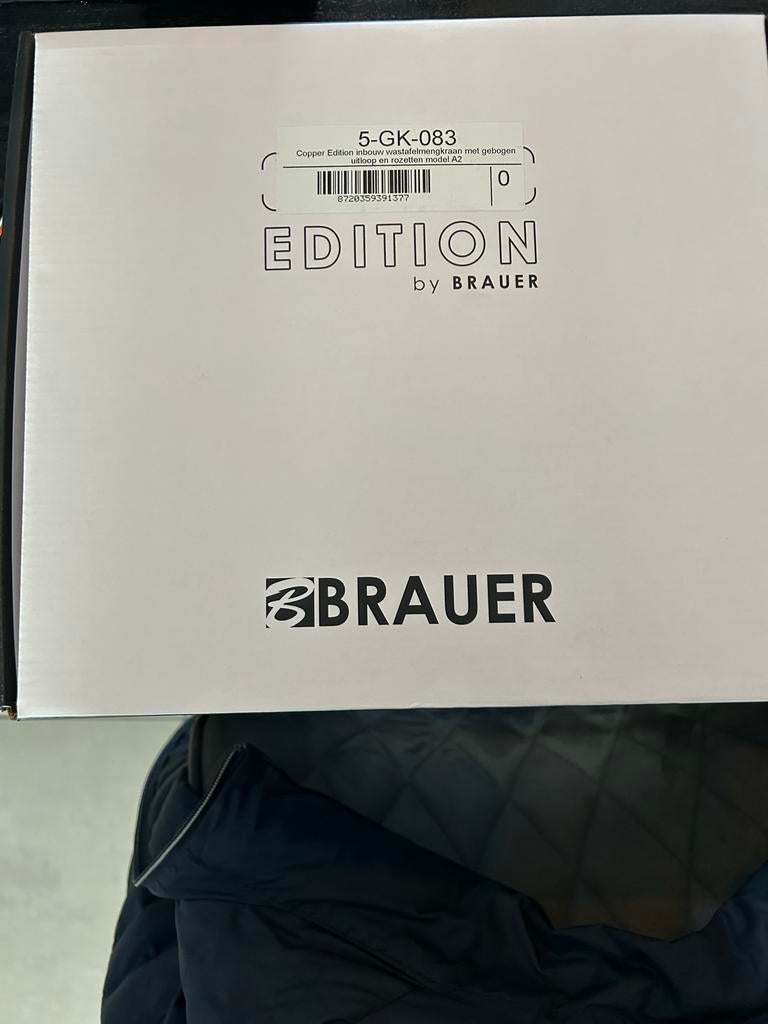 5-GK-083
Copper Edition inbouw wastafelmengkraan met gebogen
uitloop en rozetten model A2
0
8720359391377
EDITION
by BRAUER
B BRAUER